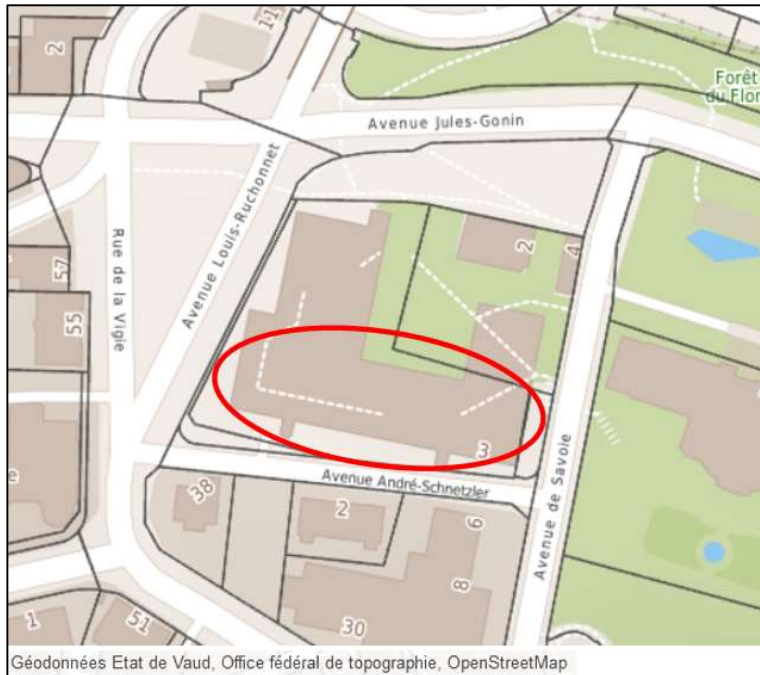 11
2
Forêt
du Flor
Avenue Jules-Gonin
Avenue Louis-Ruchonnet
Rue de la Vigie
57
55
2
4
3
Avenue André-Schnetzler
Avenue de Savoie
e
38
2
6
8
30
1
51
Géodonnées Etat de Vaud, Office fédéral de topographie, OpenStreetMap